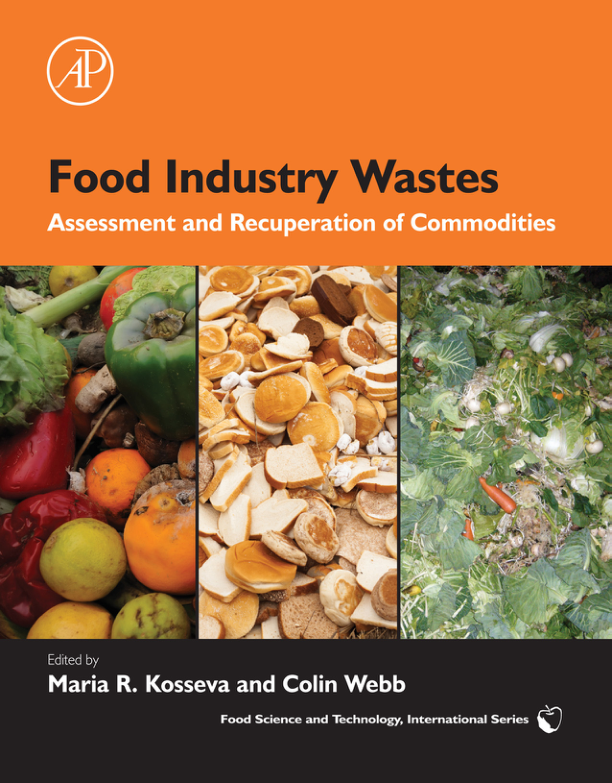 AP
Food Industry Wastes
Assessment and Recuperation of Commodities
Edited by
Maria R. Kosseva and Colin Webb
Food Science and Technology, International Series